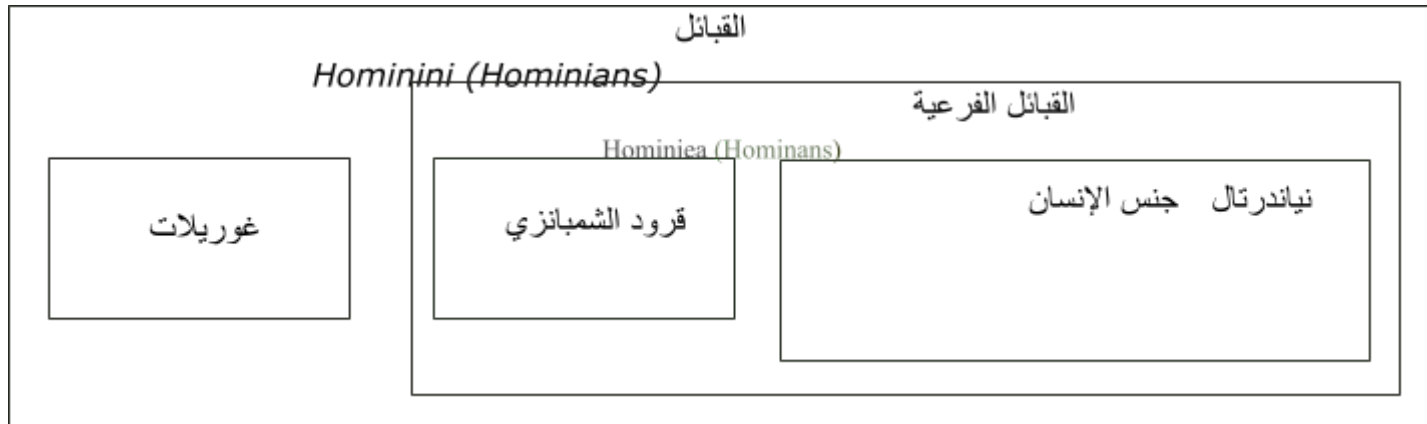 القبائل
Hominini (Hominians)
القبائل الفرعية
Hominiea (Hominans)
نياندرتال جنس الإنسان
قرود الشمبانزي
غوريلات